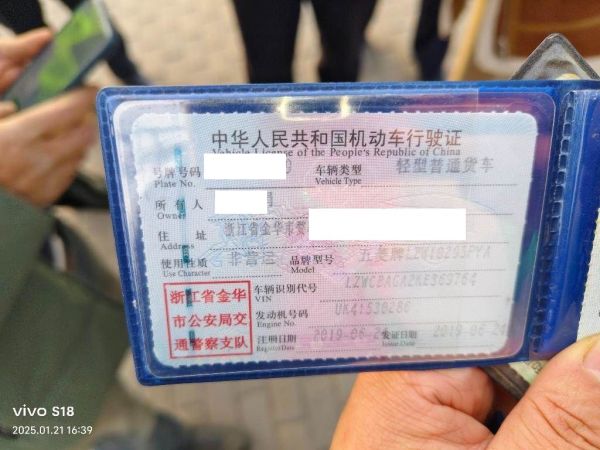 中华人民共和国机动车行驶证
Vehicle License of the People's Republic of China
号牌号码
Plate No.
车辆类型 轻型普通货车
Vehicle Type
所有人
Owner
住址 浙江省金华市
Address
使用性质 非营运
Use Character
品牌型号 五菱牌
Model
浙江省金华
市公安局交
通警察支队
车辆识别代号
VIN
发动机号码
Engine No.
注册日期 2019-06-24
Register Date
发证日期 2019-06-24
vivo S18
2025.01.21 16:39